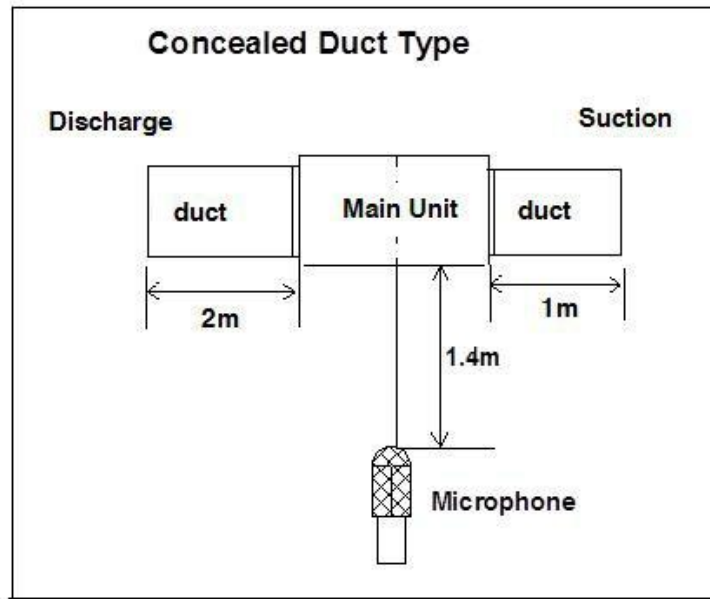 Concealed Duct Type
Discharge
Suction
duct
Main Unit
duct
2m
1m
1.4m
Microphone